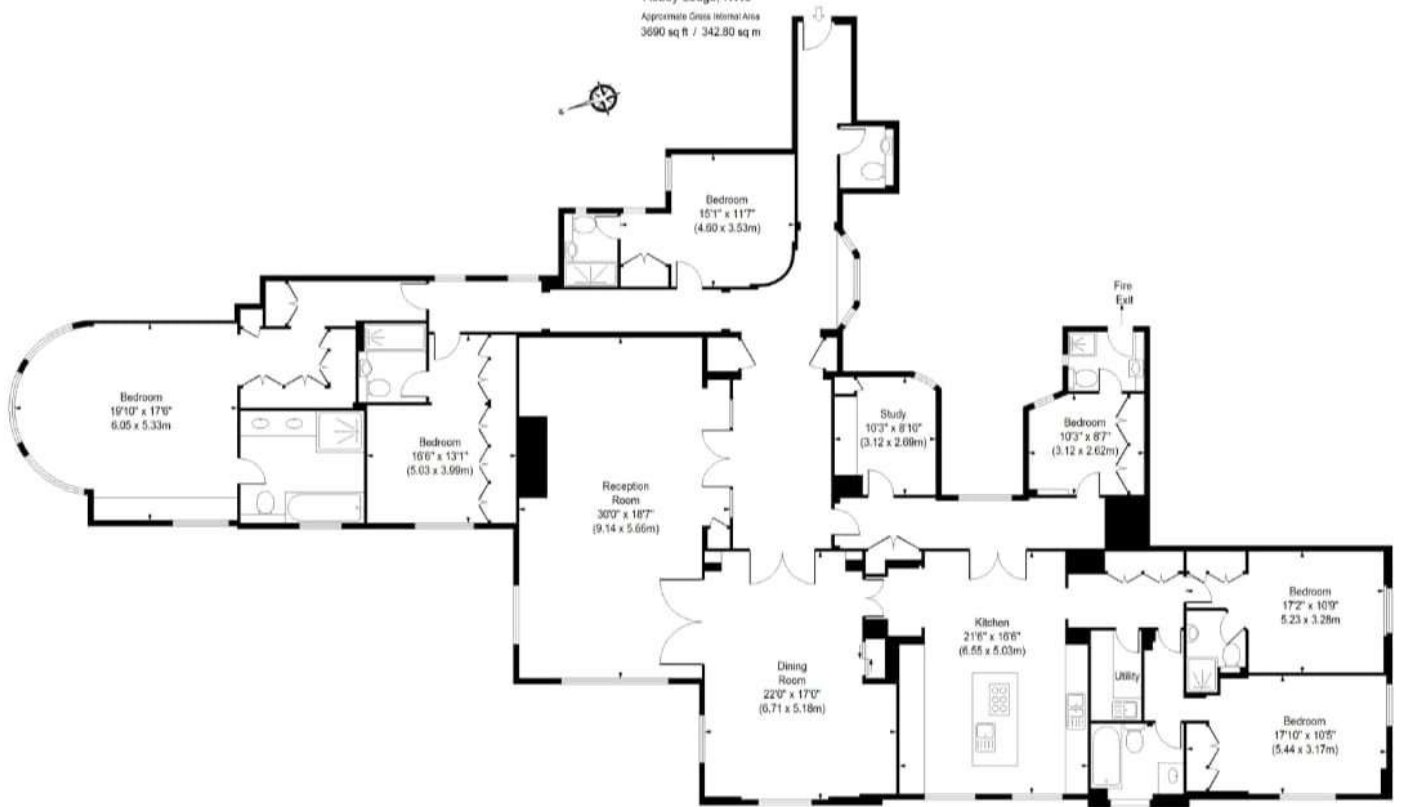 Approximate Gross Internal Area
3690 sq ft / 342.80 sq m
Bedroom
15'1" x 11'7"
(4.60 x 3.53m)
Fire
Exit
Bedroom
19'10" x 17'6"
6.05 x 5.33m
Bedroom
16'6" x 13'1"
(5.03 x 3.99m)
Reception
Room
30'0" x 18'7"
(9.14 x 5.66m)
Study
10'3" x 8'10"
(3.12 x 2.69m)
Bedroom
10'3" x 8'7"
(3.12 x 2.62m)
Dining
Room
22'0" x 17'0"
(6.71 x 5.18m)
Kitchen
21'6" x 16'6"
(6.55 x 5.03m)
Utility
Bedroom
17'2" x 10'9"
5.23 x 3.28m
Bedroom
17'10" x 10'5"
(5.44 x 3.17m)